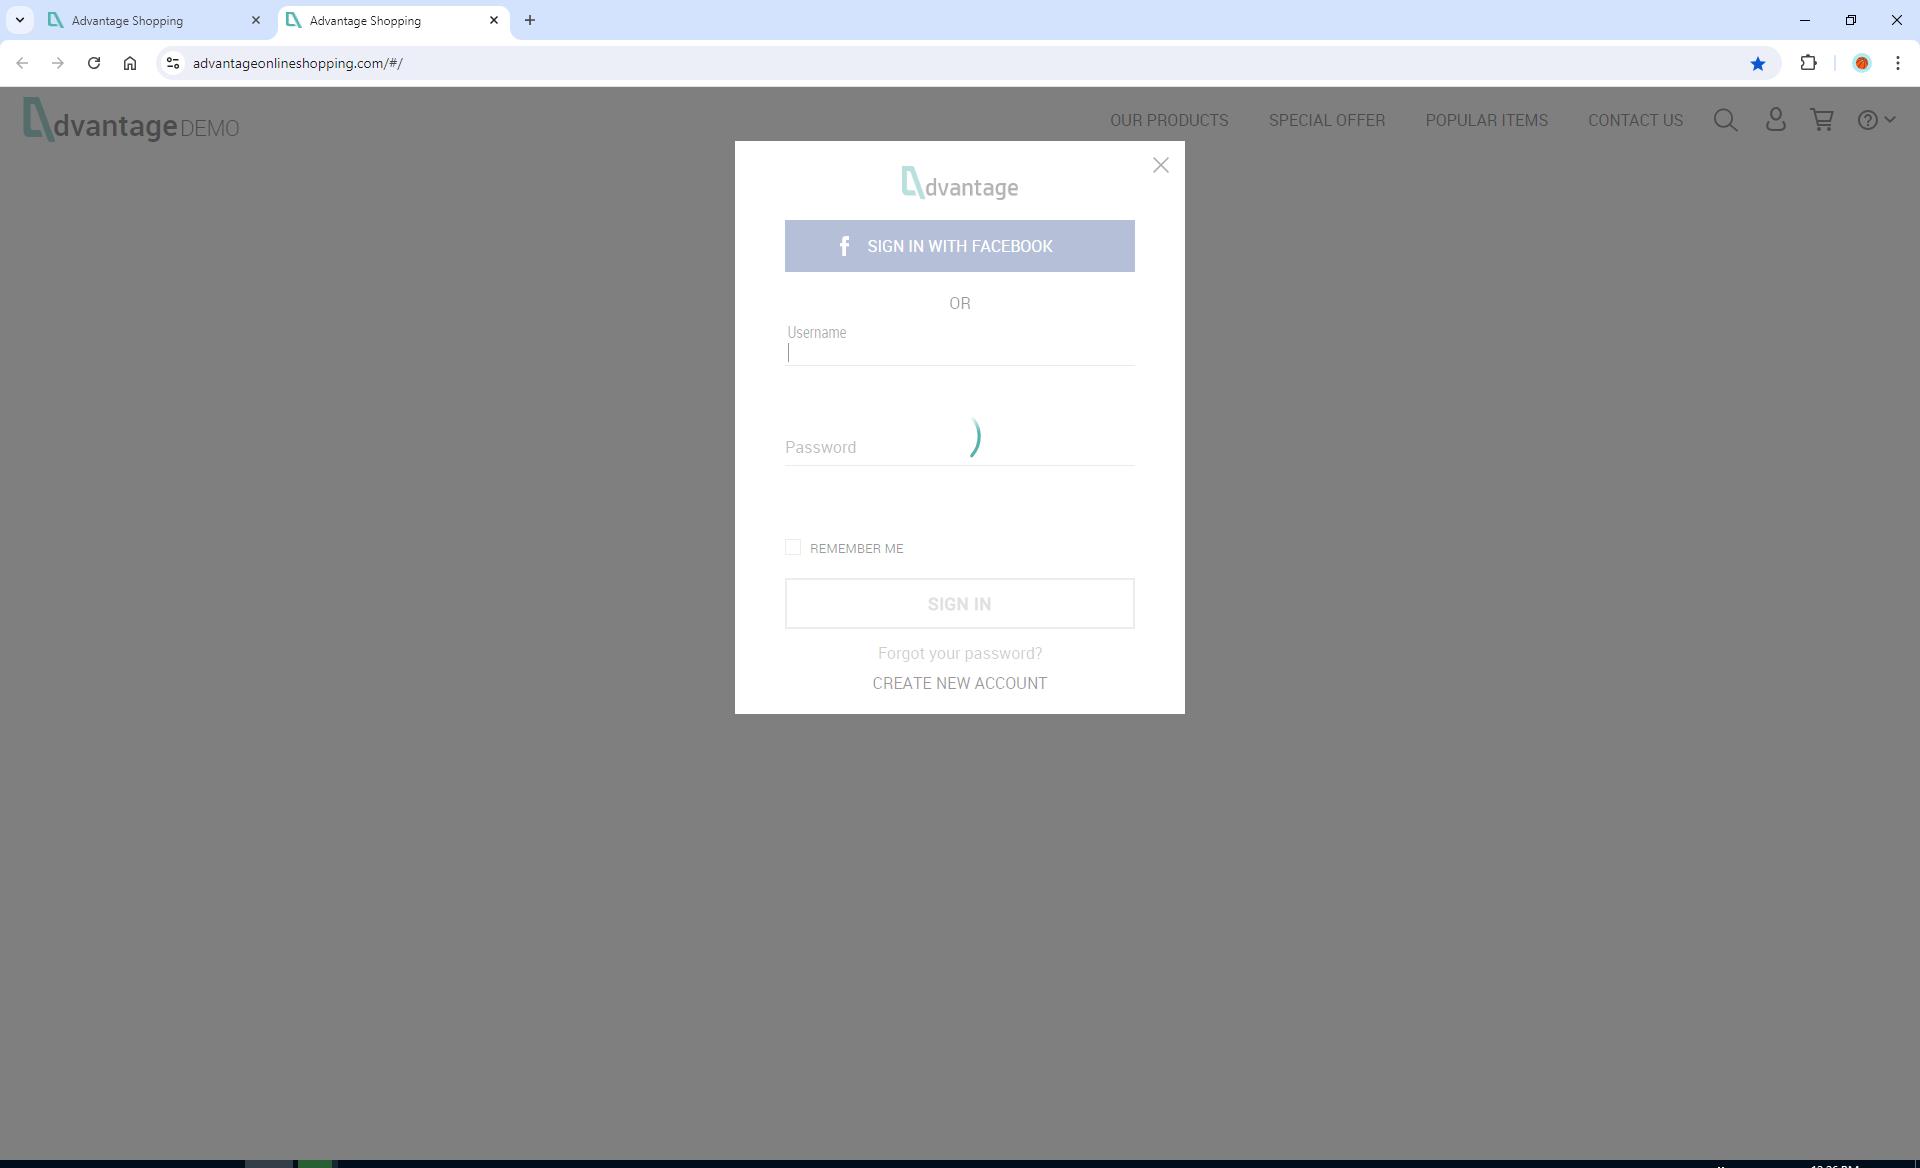 Advantage Shopping
Advantage Shopping
advantageonlineshopping.com/#/
dvantage DEMO
OUR PRODUCTS
SPECIAL OFFER
POPULAR ITEMS
CONTACT US
dvantage
f SIGN IN WITH FACEBOOK
OR
Username
Password
REMEMBER ME
SIGN IN
Forgot your password?
CREATE NEW ACCOUNT